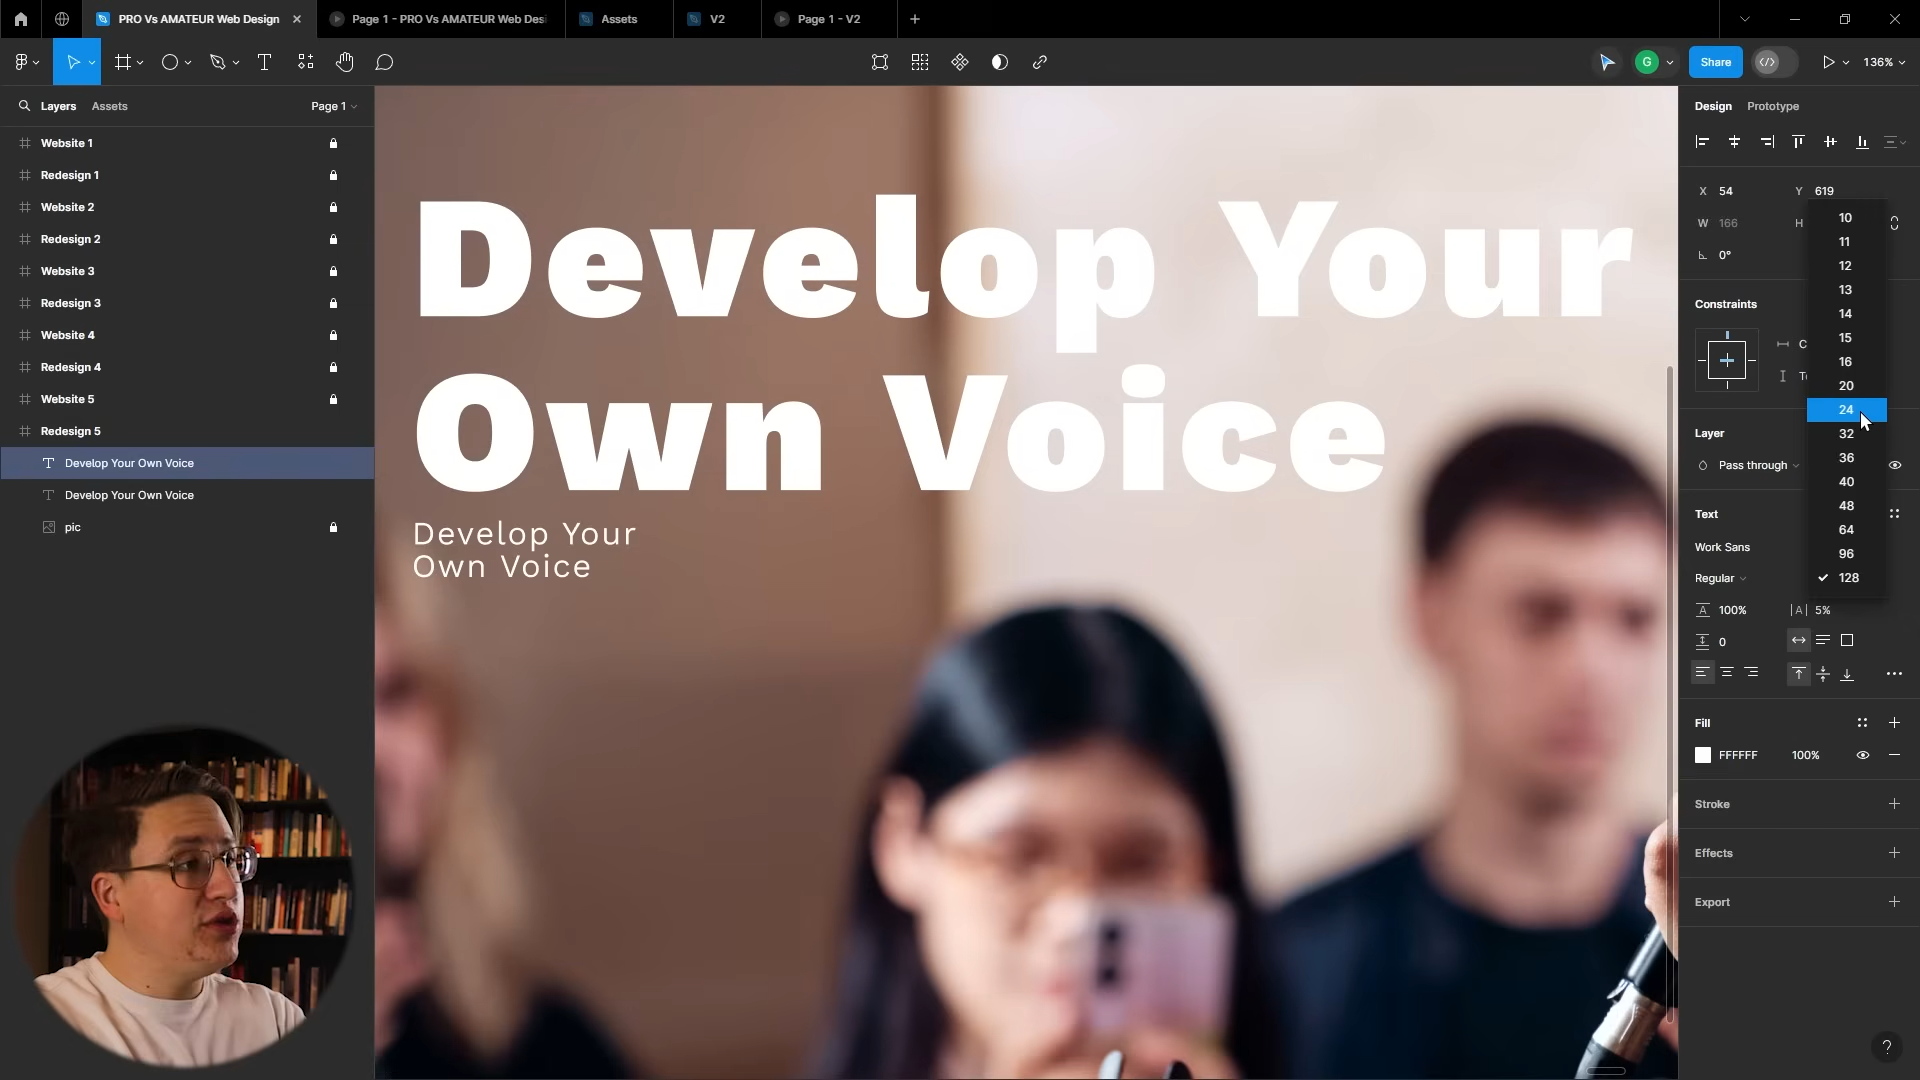 PRO Vs AMATEUR Web Design
Page 1 - PRO Vs AMATEUR Web Desi
Assets
V2
Page 1 - V2
G
Share
136%
Layers
Assets
Page 1
Website 1
Redesign 1
Website 2
Redesign 2
Website 3
Redesign 3
Website 4
Redesign 4
Website 5
Redesign 5
Develop Your Own Voice
Develop Your Own Voice
pic
Develop Your
Own Voice
Develop Your
Own Voice
Design
Prototype
X 54
Y 619
W 166
H
0°
Constraints
C
T
Layer
Pass through
Text
Work Sans
Regular
10
11
12
13
14
15
16
20
24
32
36
40
48
64
96
128
100%
5%
0
Fill
FFFFFF
100%
Stroke
Effects
Export
?